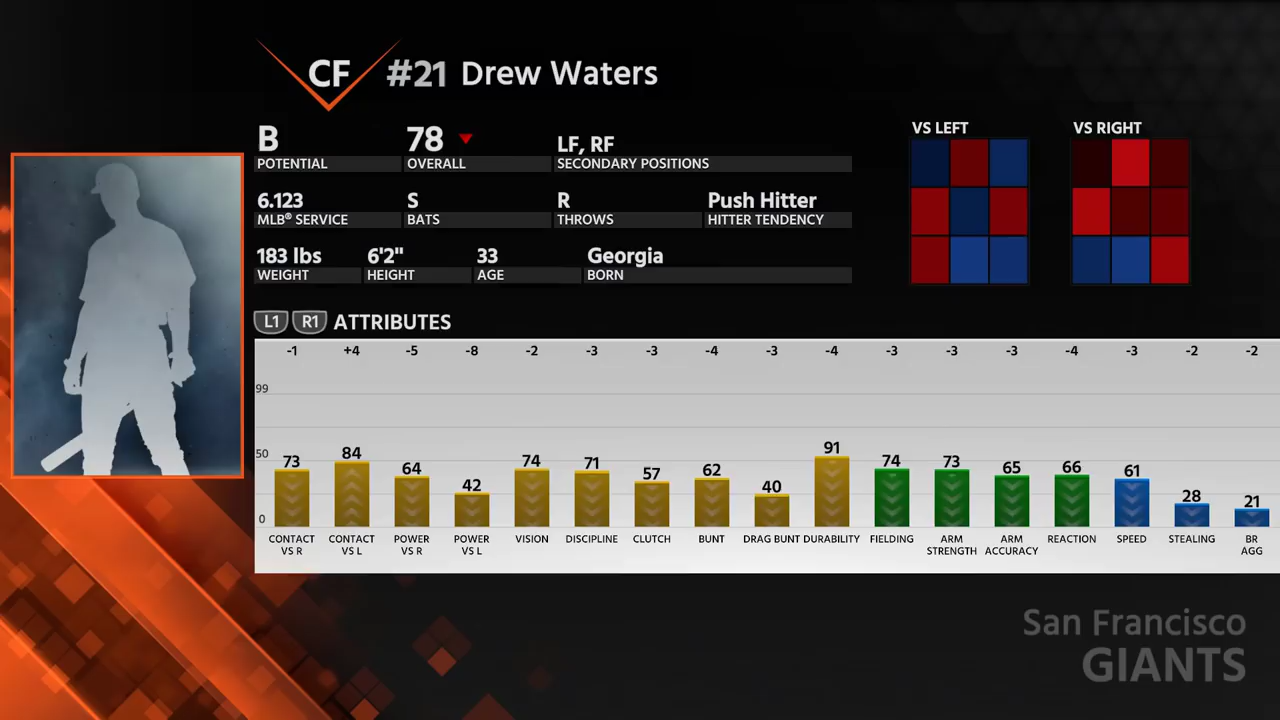 CF #21 Drew Waters
B 78 LF, RF
POTENTIAL OVERALL SECONDARY POSITIONS
6.123 S R Push Hitter
MLB® SERVICE BATS THROWS HITTER TENDENCY
183 lbs 6'2" 33 Georgia
WEIGHT HEIGHT AGE BORN
VS LEFT VS RIGHT
L1 R1 ATTRIBUTES
-1 +4 -5 -8 -2 -3 -3 -4 -3 -4 -3 -3 -3 -4 -3 -2 -2
99
50
0
73 84 64 42 74 71 57 62 40 91 74 73 65 66 61 28 21
CONTACT VS R CONTACT VS L POWER VS R POWER VS L VISION DISCIPLINE CLUTCH BUNT DRAG BUNT DURABILITY FIELDING ARM STRENGTH ARM ACCURACY REACTION SPEED STEALING BR AGG
San Francisco
GIANTS